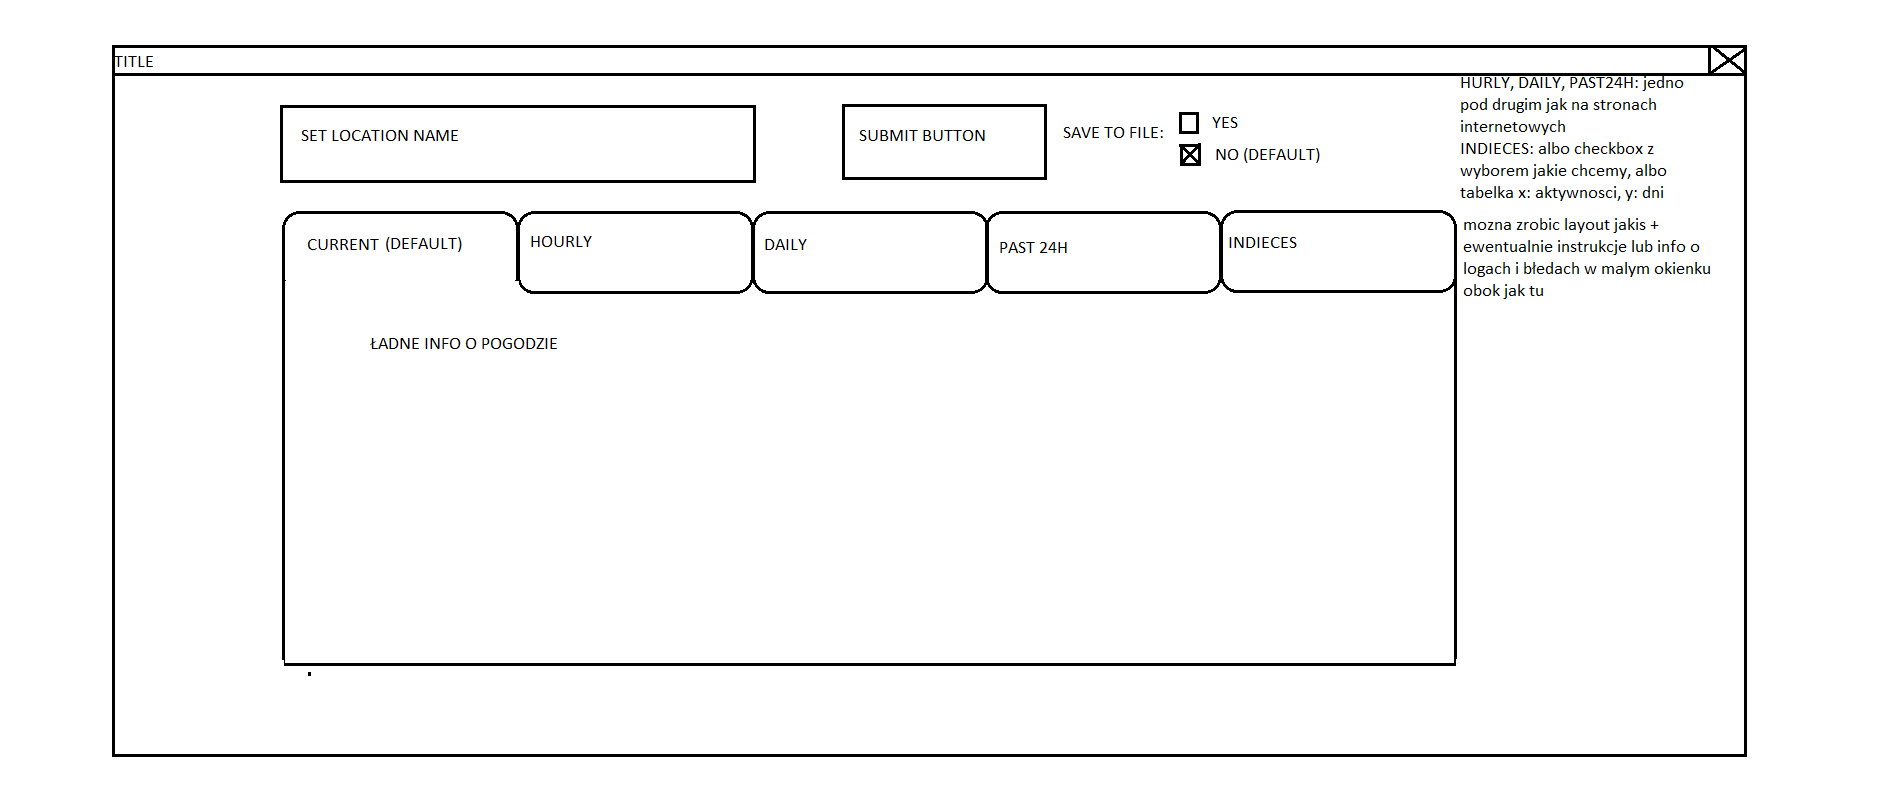 TITLE
HURLY, DAILY, PAST24H: jedno
pod drugim jak na stronach
internetowych
INDIECES: albo checkbox z
wyborem jakie chcemy, albo
tabelka x: aktywnosci, y: dni
SET LOCATION NAME
SUBMIT BUTTON
SAVE TO FILE:
YES
NO (DEFAULT)
mozna zrobic layout jakis +
ewentualnie instrukcje lub info o
logach i błedach w malym okienku
obok jak tu
CURRENT (DEFAULT)
HOURLY
DAILY
PAST 24H
INDIECES
ŁADNE INFO O POGODZIE